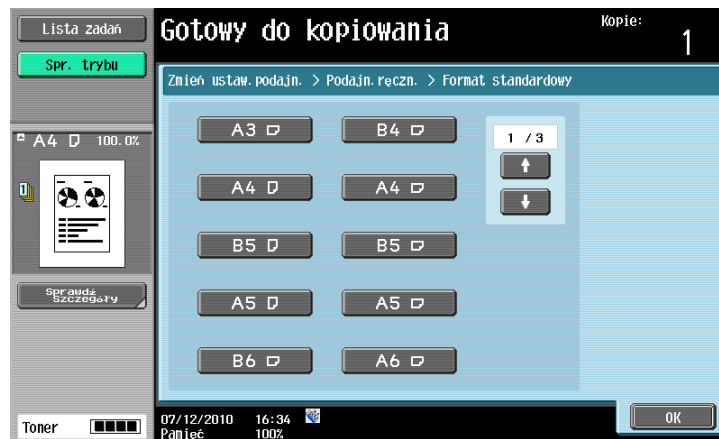 Lista zadań
Gotowy do kopiowania
Kopie:
1
Spr. trybu
Zmień ustaw.podajn. > Podajn.ręczn. > Format standardowy
A4 100.0%
A3
B4
1 / 3
A4
A4
B5
B5
A5
A5
B6
A6
1
Sprawdź
Szczegóły
Toner
07/12/2010 16:34
Pamięć 100%
OK